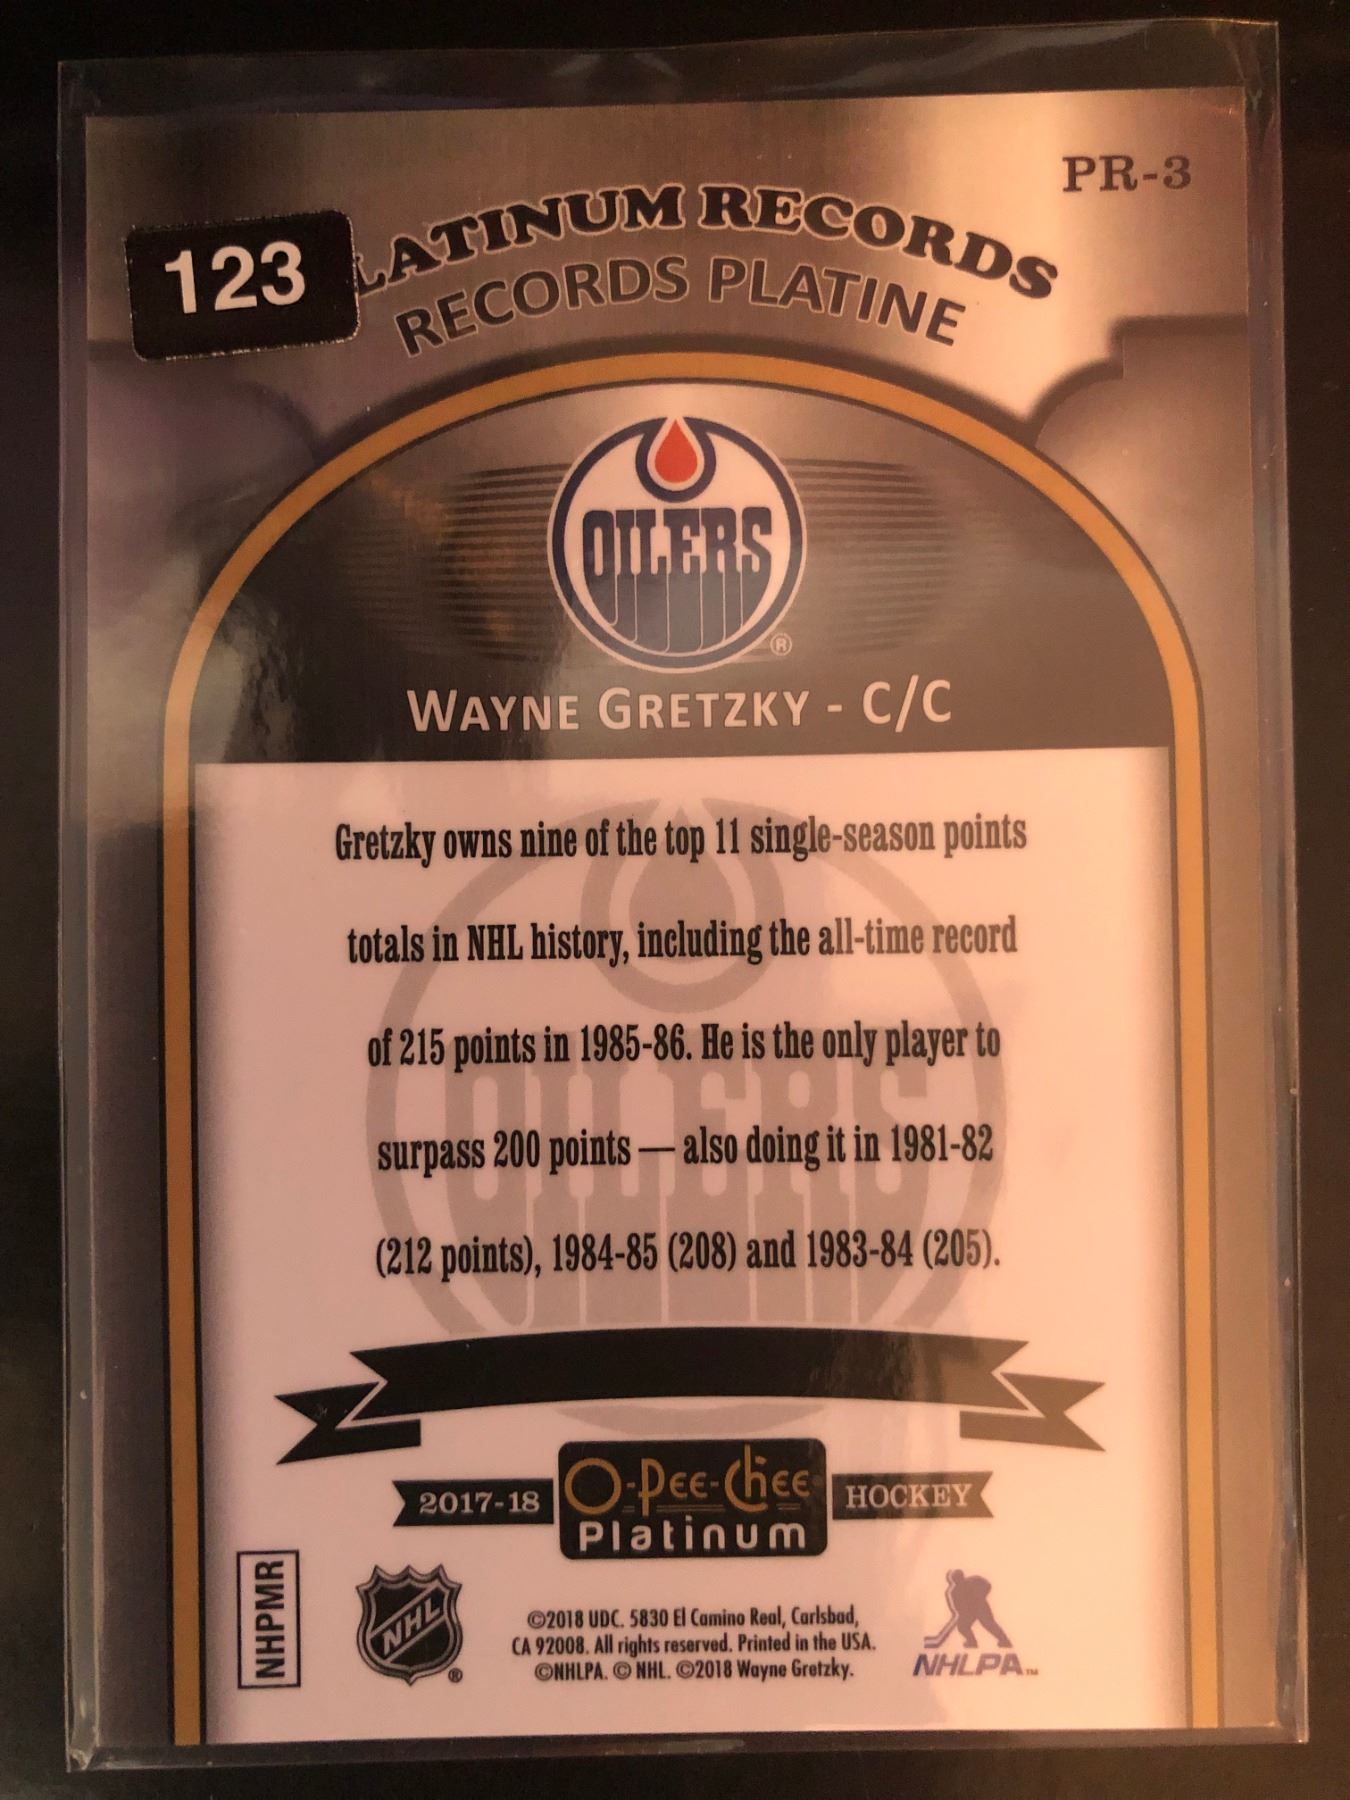 PR-3
123
LATINUM RECORDS
RECORDS PLATINE
OILERS
®
WAYNE GRETZKY - C/C
Gretzky owns nine of the top 11 single-season points
totals in NHL history, including the all-time record
of 215 points in 1985-86. He is the only player to
surpass 200 points — also doing it in 1981-82
(212 points), 1984-85 (208) and 1983-84 (205).
OILERS
2017-18 O-Pee-Chee HOCKEY
Platinum
NHPMR
NHL
®
©2018 UDC. 5830 El Camino Real, Carlsbad,
CA 92008. All rights reserved. Printed in the USA.
©NHLPA. © NHL. ©2018 Wayne Gretzky.
NHLPA™